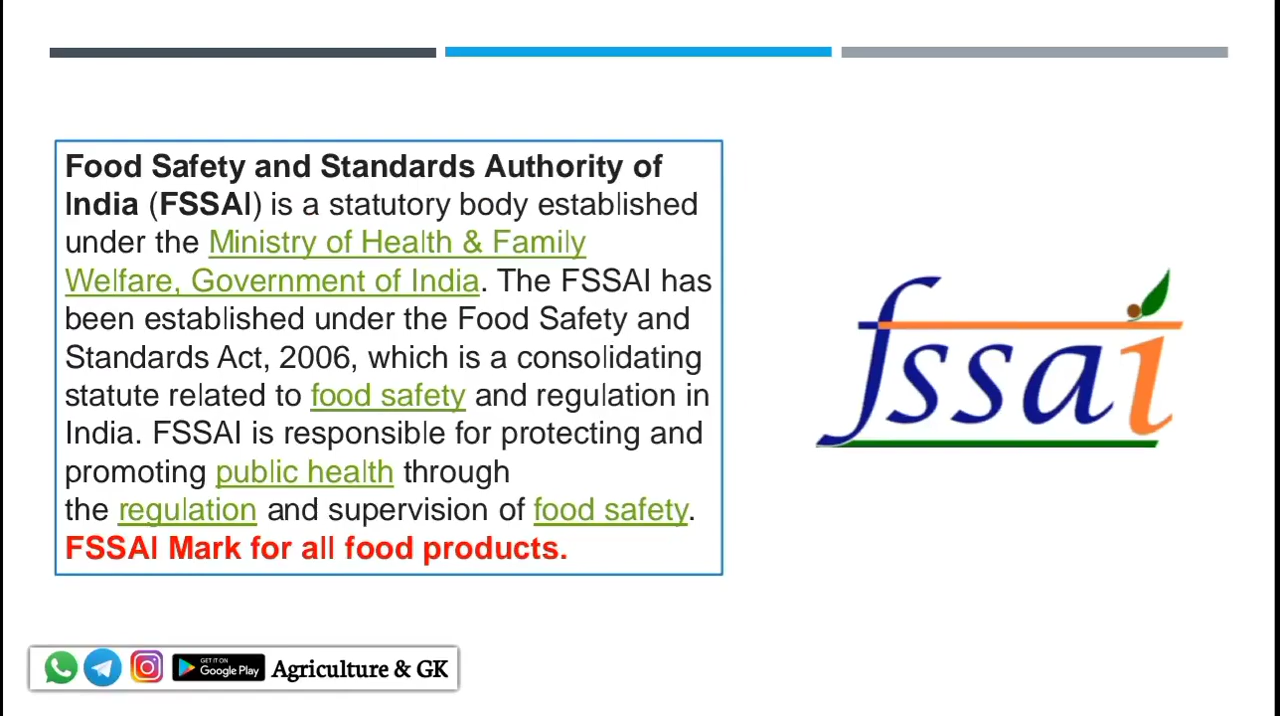 Food Safety and Standards Authority of
India (FSSAI) is a statutory body established
under the Ministry of Health & Family
Welfare, Government of India. The FSSAI has
been established under the Food Safety and
Standards Act, 2006, which is a consolidating
statute related to food safety and regulation in
India. FSSAI is responsible for protecting and
promoting public health through
the regulation and supervision of food safety.
FSSAI Mark for all food products.
fssai
GET IT ON
Google Play
Agriculture & GK